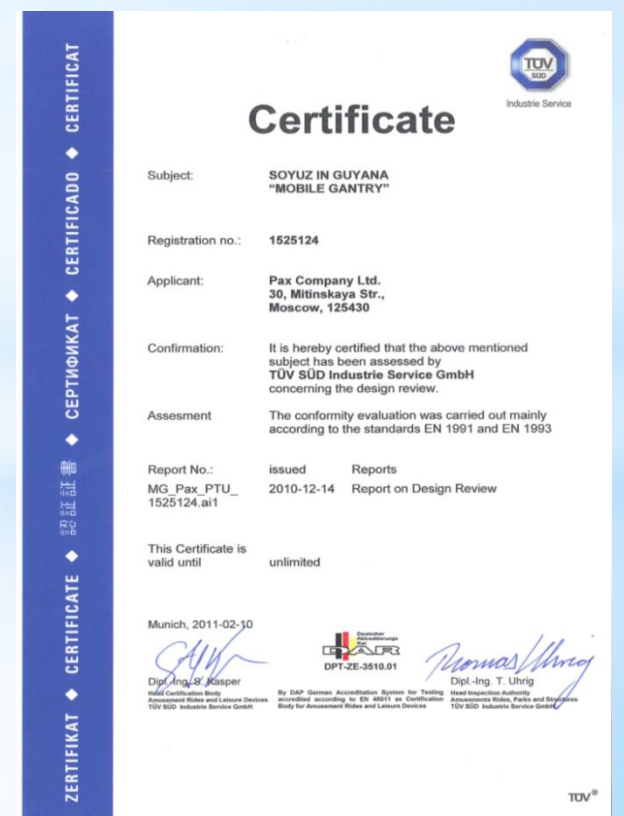 ZERTIFIKAT ◆ CERTIFICATE ◆ 認証証書 ◆ СЕРТИФИКАТ ◆ CERTIFICADO ◆ CERTIFICAT
TÜV
SÜD
Industrie Service
Certificate
Subject: SOYUZ IN GUYANA
“MOBILE GANTRY”
Registration no.: 1525124
Applicant: Pax Company Ltd.
30, Mitinskaya Str.,
Moscow, 125430
Confirmation: It is hereby certified that the above mentioned
subject has been assessed by
TÜV SÜD Industrie Service GmbH
concerning the design review.
Assesment The conformity evaluation was carried out mainly
according to the standards EN 1991 and EN 1993
Report No.: issued Reports
MG_Pax_PTU_ 2010-12-14 Report on Design Review
1525124.ai1
This Certificate is
valid until unlimited
Munich, 2011-02-10
Deutscher
Akkreditierungs
Rat
DAR
DPT-ZE-3510.01
Thomas Uhrig
Dipl.-Ing. S. Kasper
Head Certification Body
Amusement Rides and Leisure Devices
TÜV SÜD Industrie Service GmbH
By DAP German Accreditation System for Testing
accredited according to EN 45011 as Certification
Body for Amusement Rides and Leisure Devices
Dipl.-Ing. T. Uhrig
Head Inspection Authority
Amusements Rides, Parks and Structures
TÜV SÜD Industrie Service GmbH
TÜV®